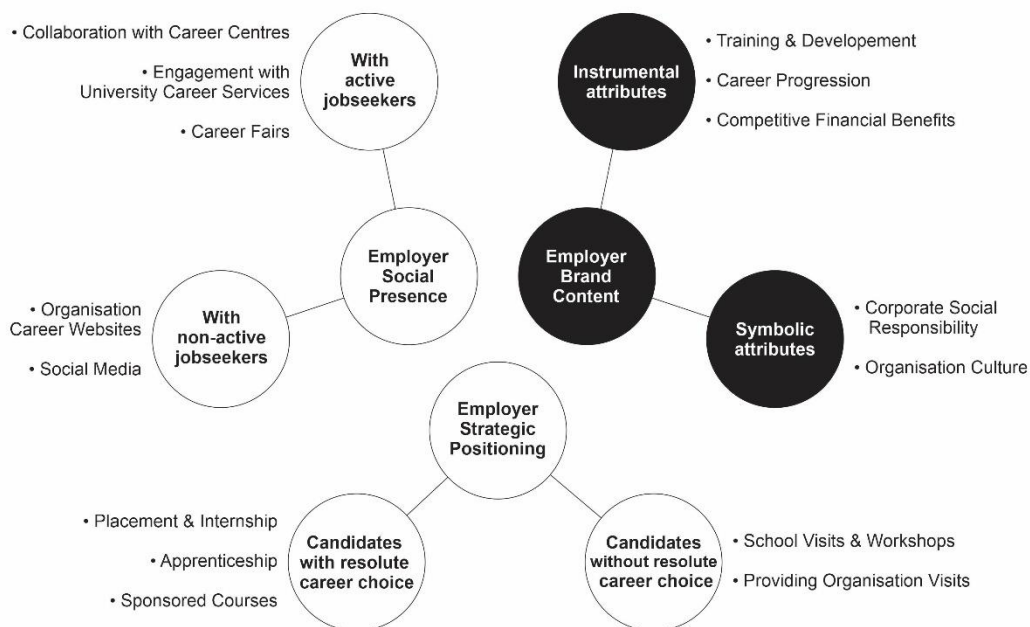 • Collaboration with Career Centres
• Engagement with
University Career Services
• Career Fairs
With
active
jobseekers
Instrumental
attributes
• Training & Developement
• Career Progression
• Competitive Financial Benefits
Employer
Social
Presence
Employer
Brand
Content
• Organisation
Career Websites
• Social Media
With
non-active
jobseekers
Symbolic
attributes
• Corporate Social
Responsibility
• Organisation Culture
Employer
Strategic
Positioning
• Placement & Internship
• Apprenticeship
• Sponsored Courses
Candidates
with resolute
career choice
Candidates
without resolute
career choice
• School Visits & Workshops
• Providing Organisation Visits